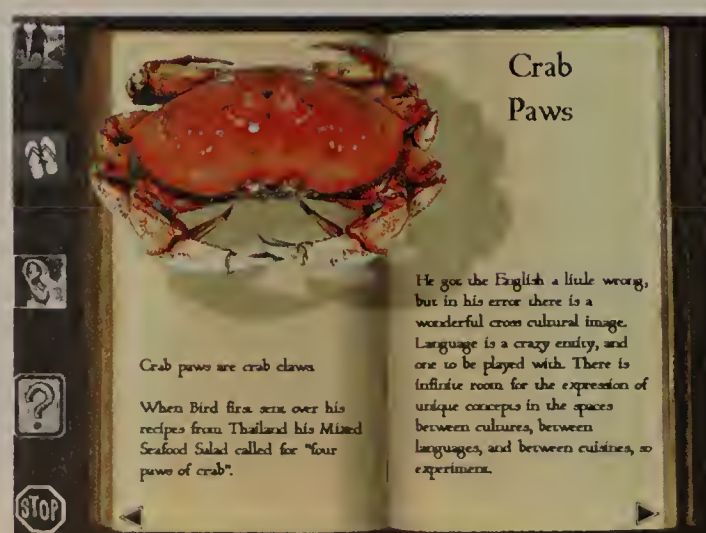 Crab
Paws
Crab paws are crab claws.
When Bird first sent over his
recipes from Thailand his Mixed
Seafood Salad called for "four
paws of crab".
He got the English a little wrong,
but in his error there is a
wonderful cross cultural image.
Language is a crazy entity, and
one to be played with. There is
infinite room for the expression of
unique concepts in the spaces
between cultures, between
languages, and between cuisines, so
experiment.
?
STOP